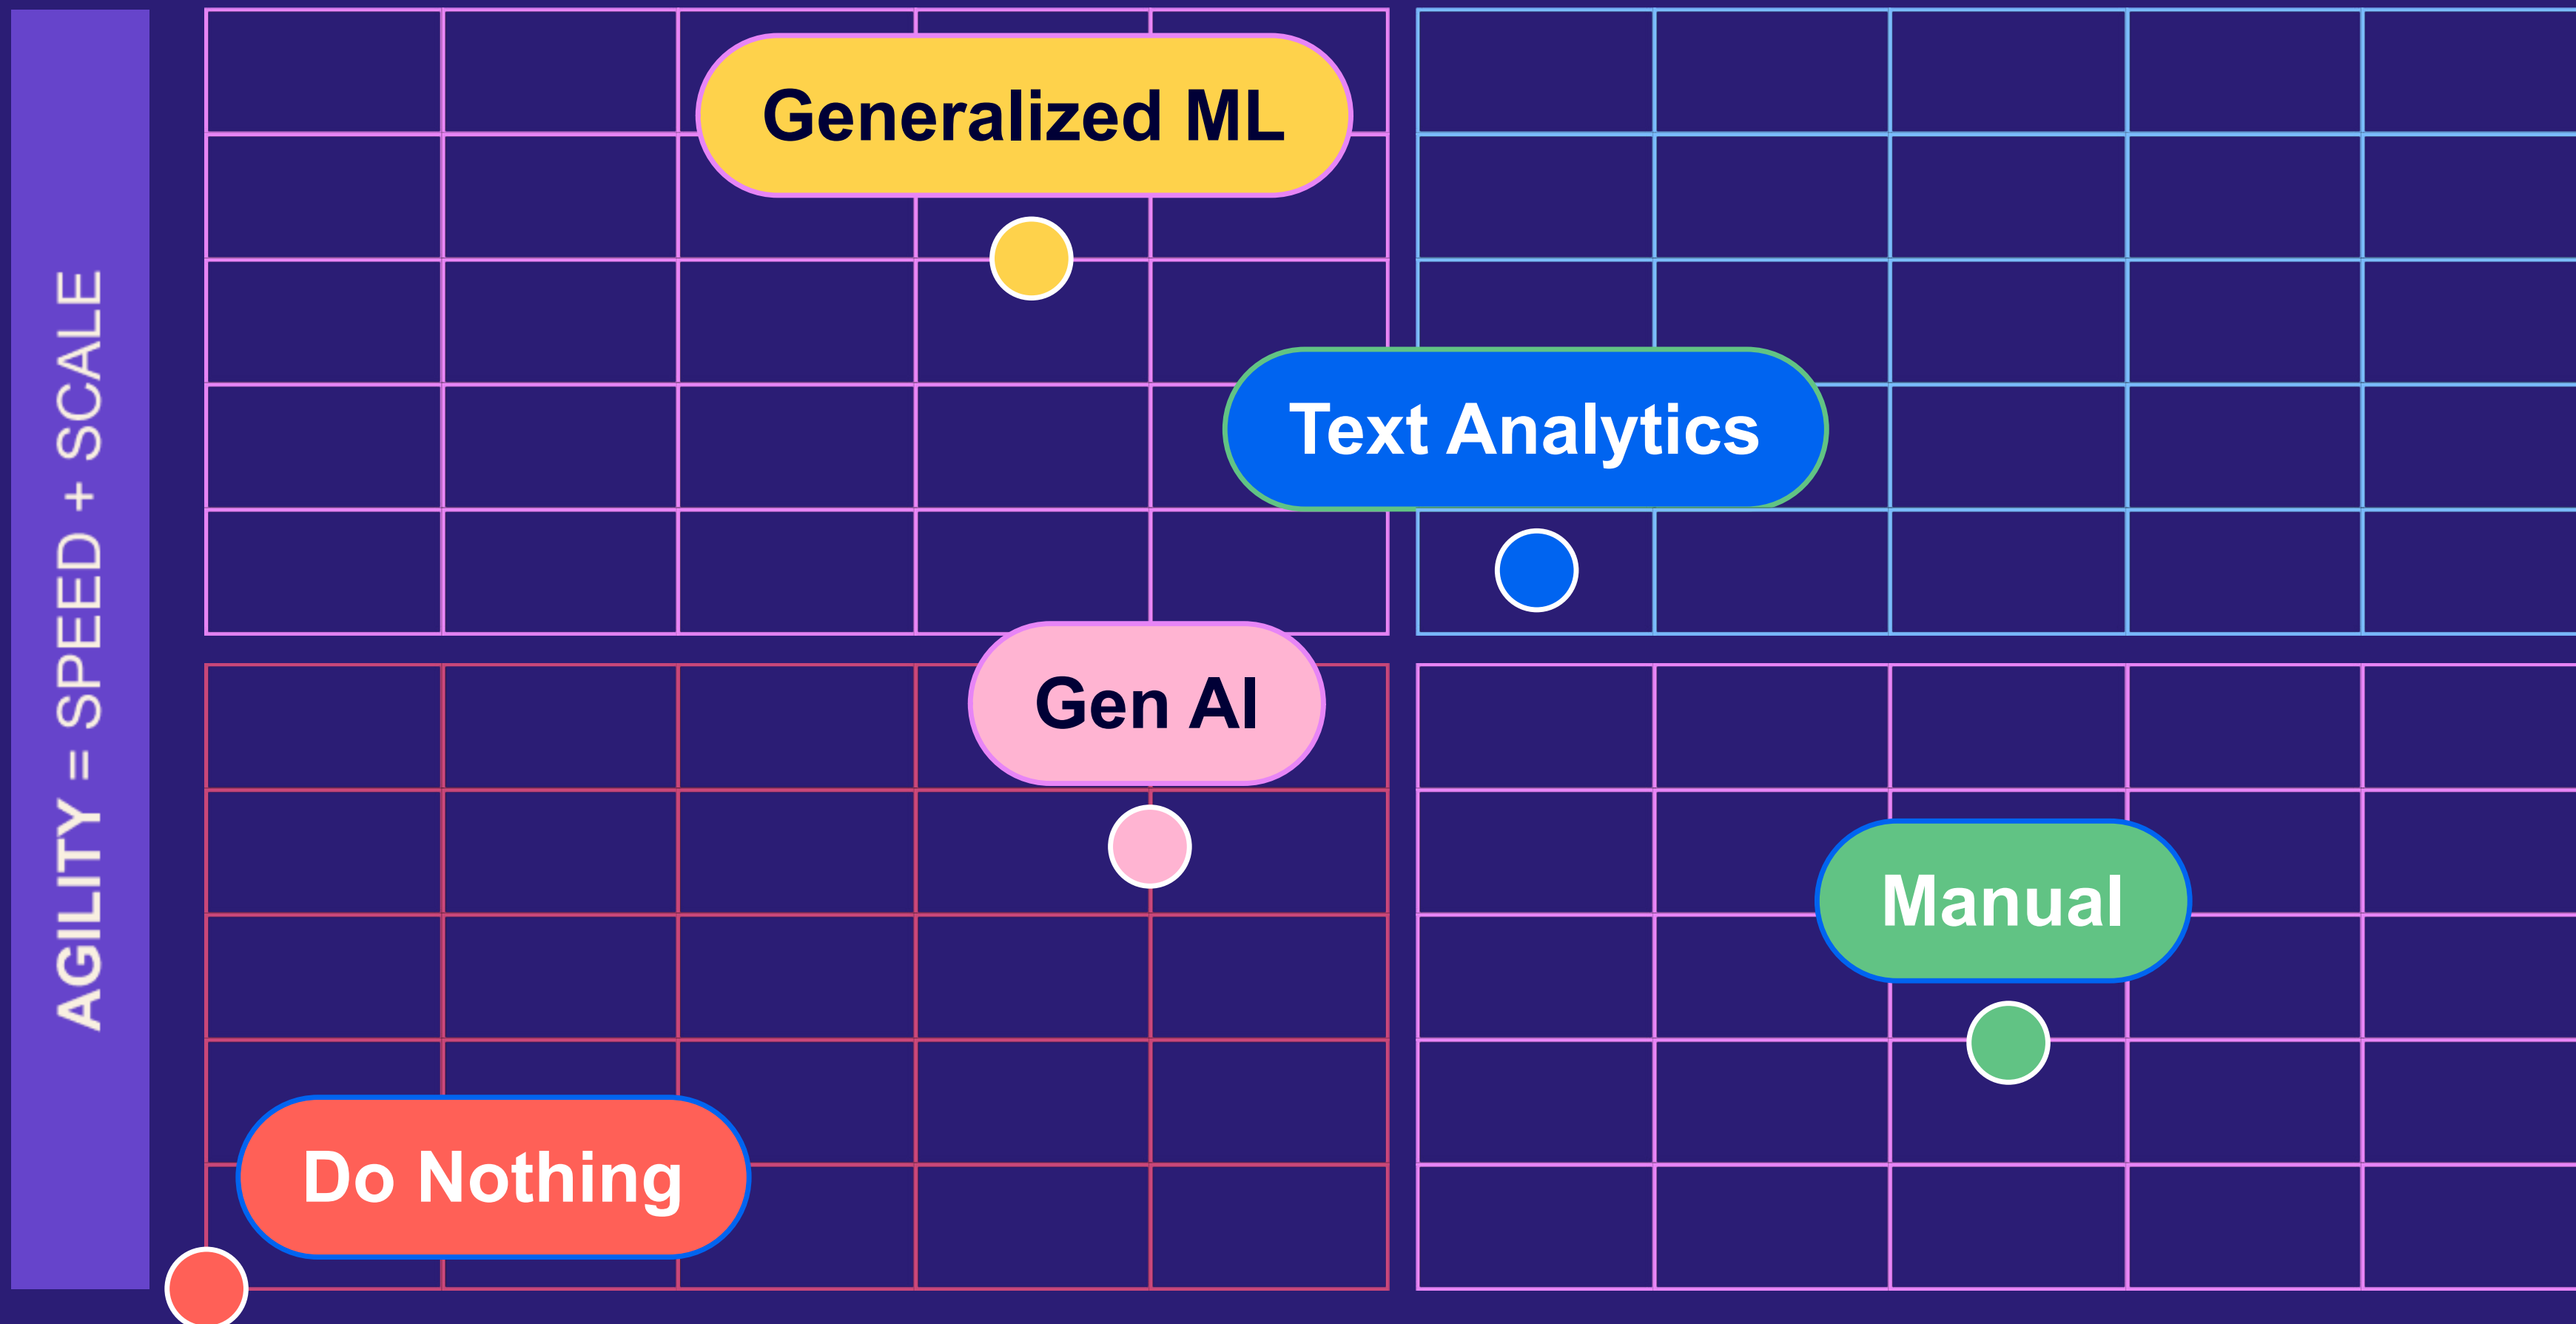 AGILITY = SPEED + SCALE
Generalized ML
Text Analytics
Gen AI
Manual
Do Nothing